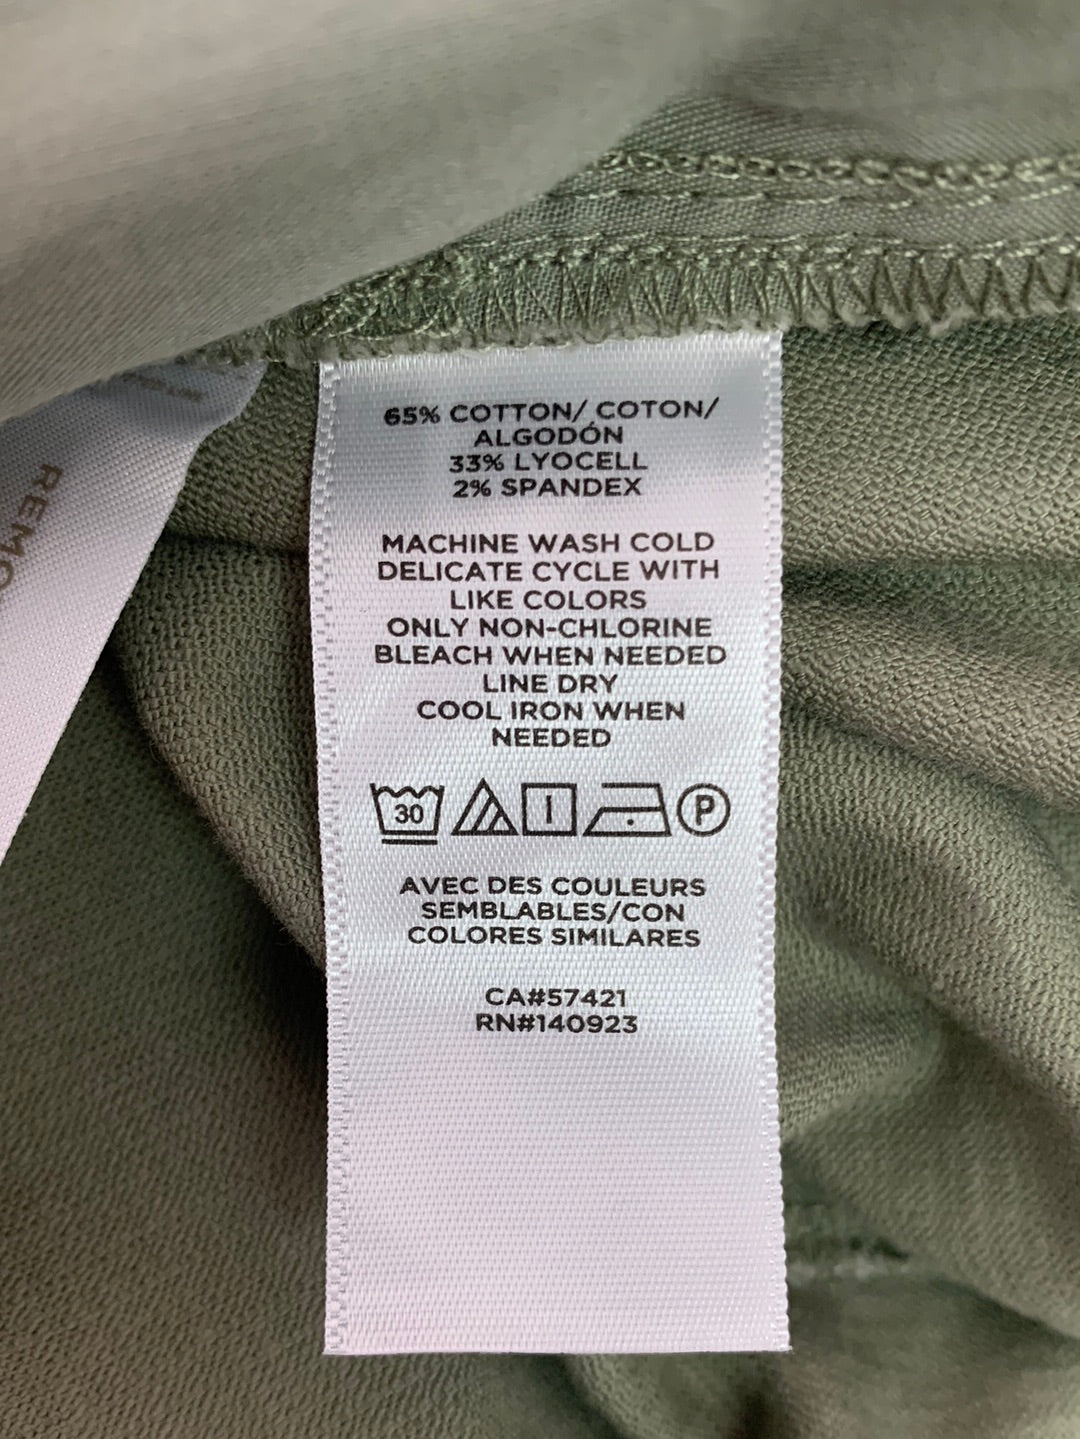 REMO
65% COTTON/ COTON/
ALGODÓN
33% LYOCELL
2% SPANDEX
MACHINE WASH COLD
DELICATE CYCLE WITH
LIKE COLORS
ONLY NON-CHLORINE
BLEACH WHEN NEEDED
LINE DRY
COOL IRON WHEN
NEEDED
30 P
AVEC DES COULEURS
SEMBLABLES/CON
COLORES SIMILARES
CA#57421
RN#140923